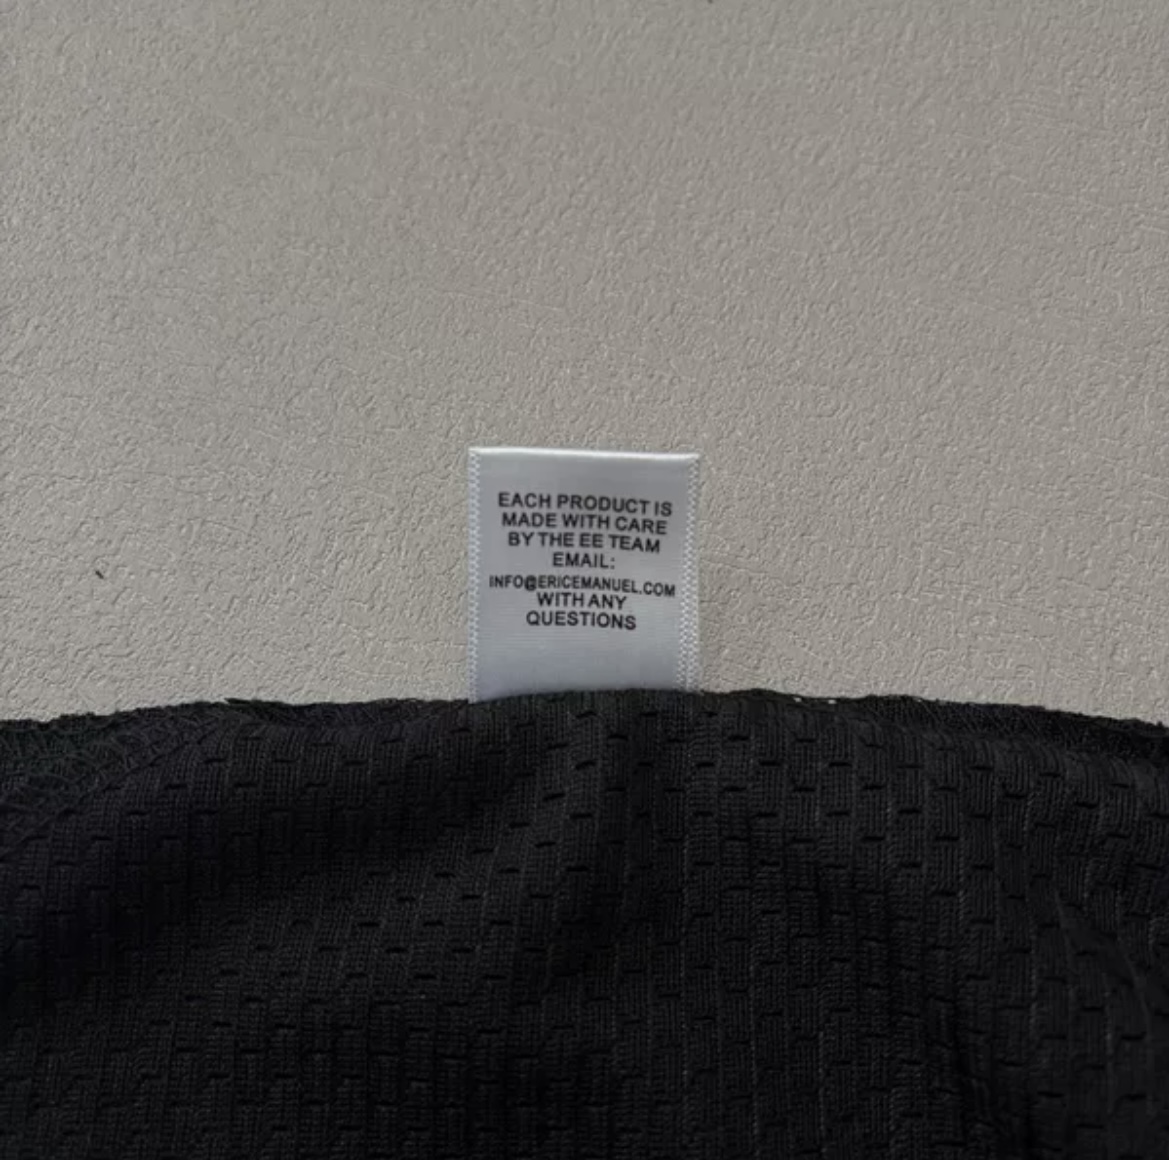 EACH PRODUCT IS
MADE WITH CARE
BY THE EE TEAM
EMAIL:
INFO@ERICEMANUEL.COM
WITH ANY
QUESTIONS